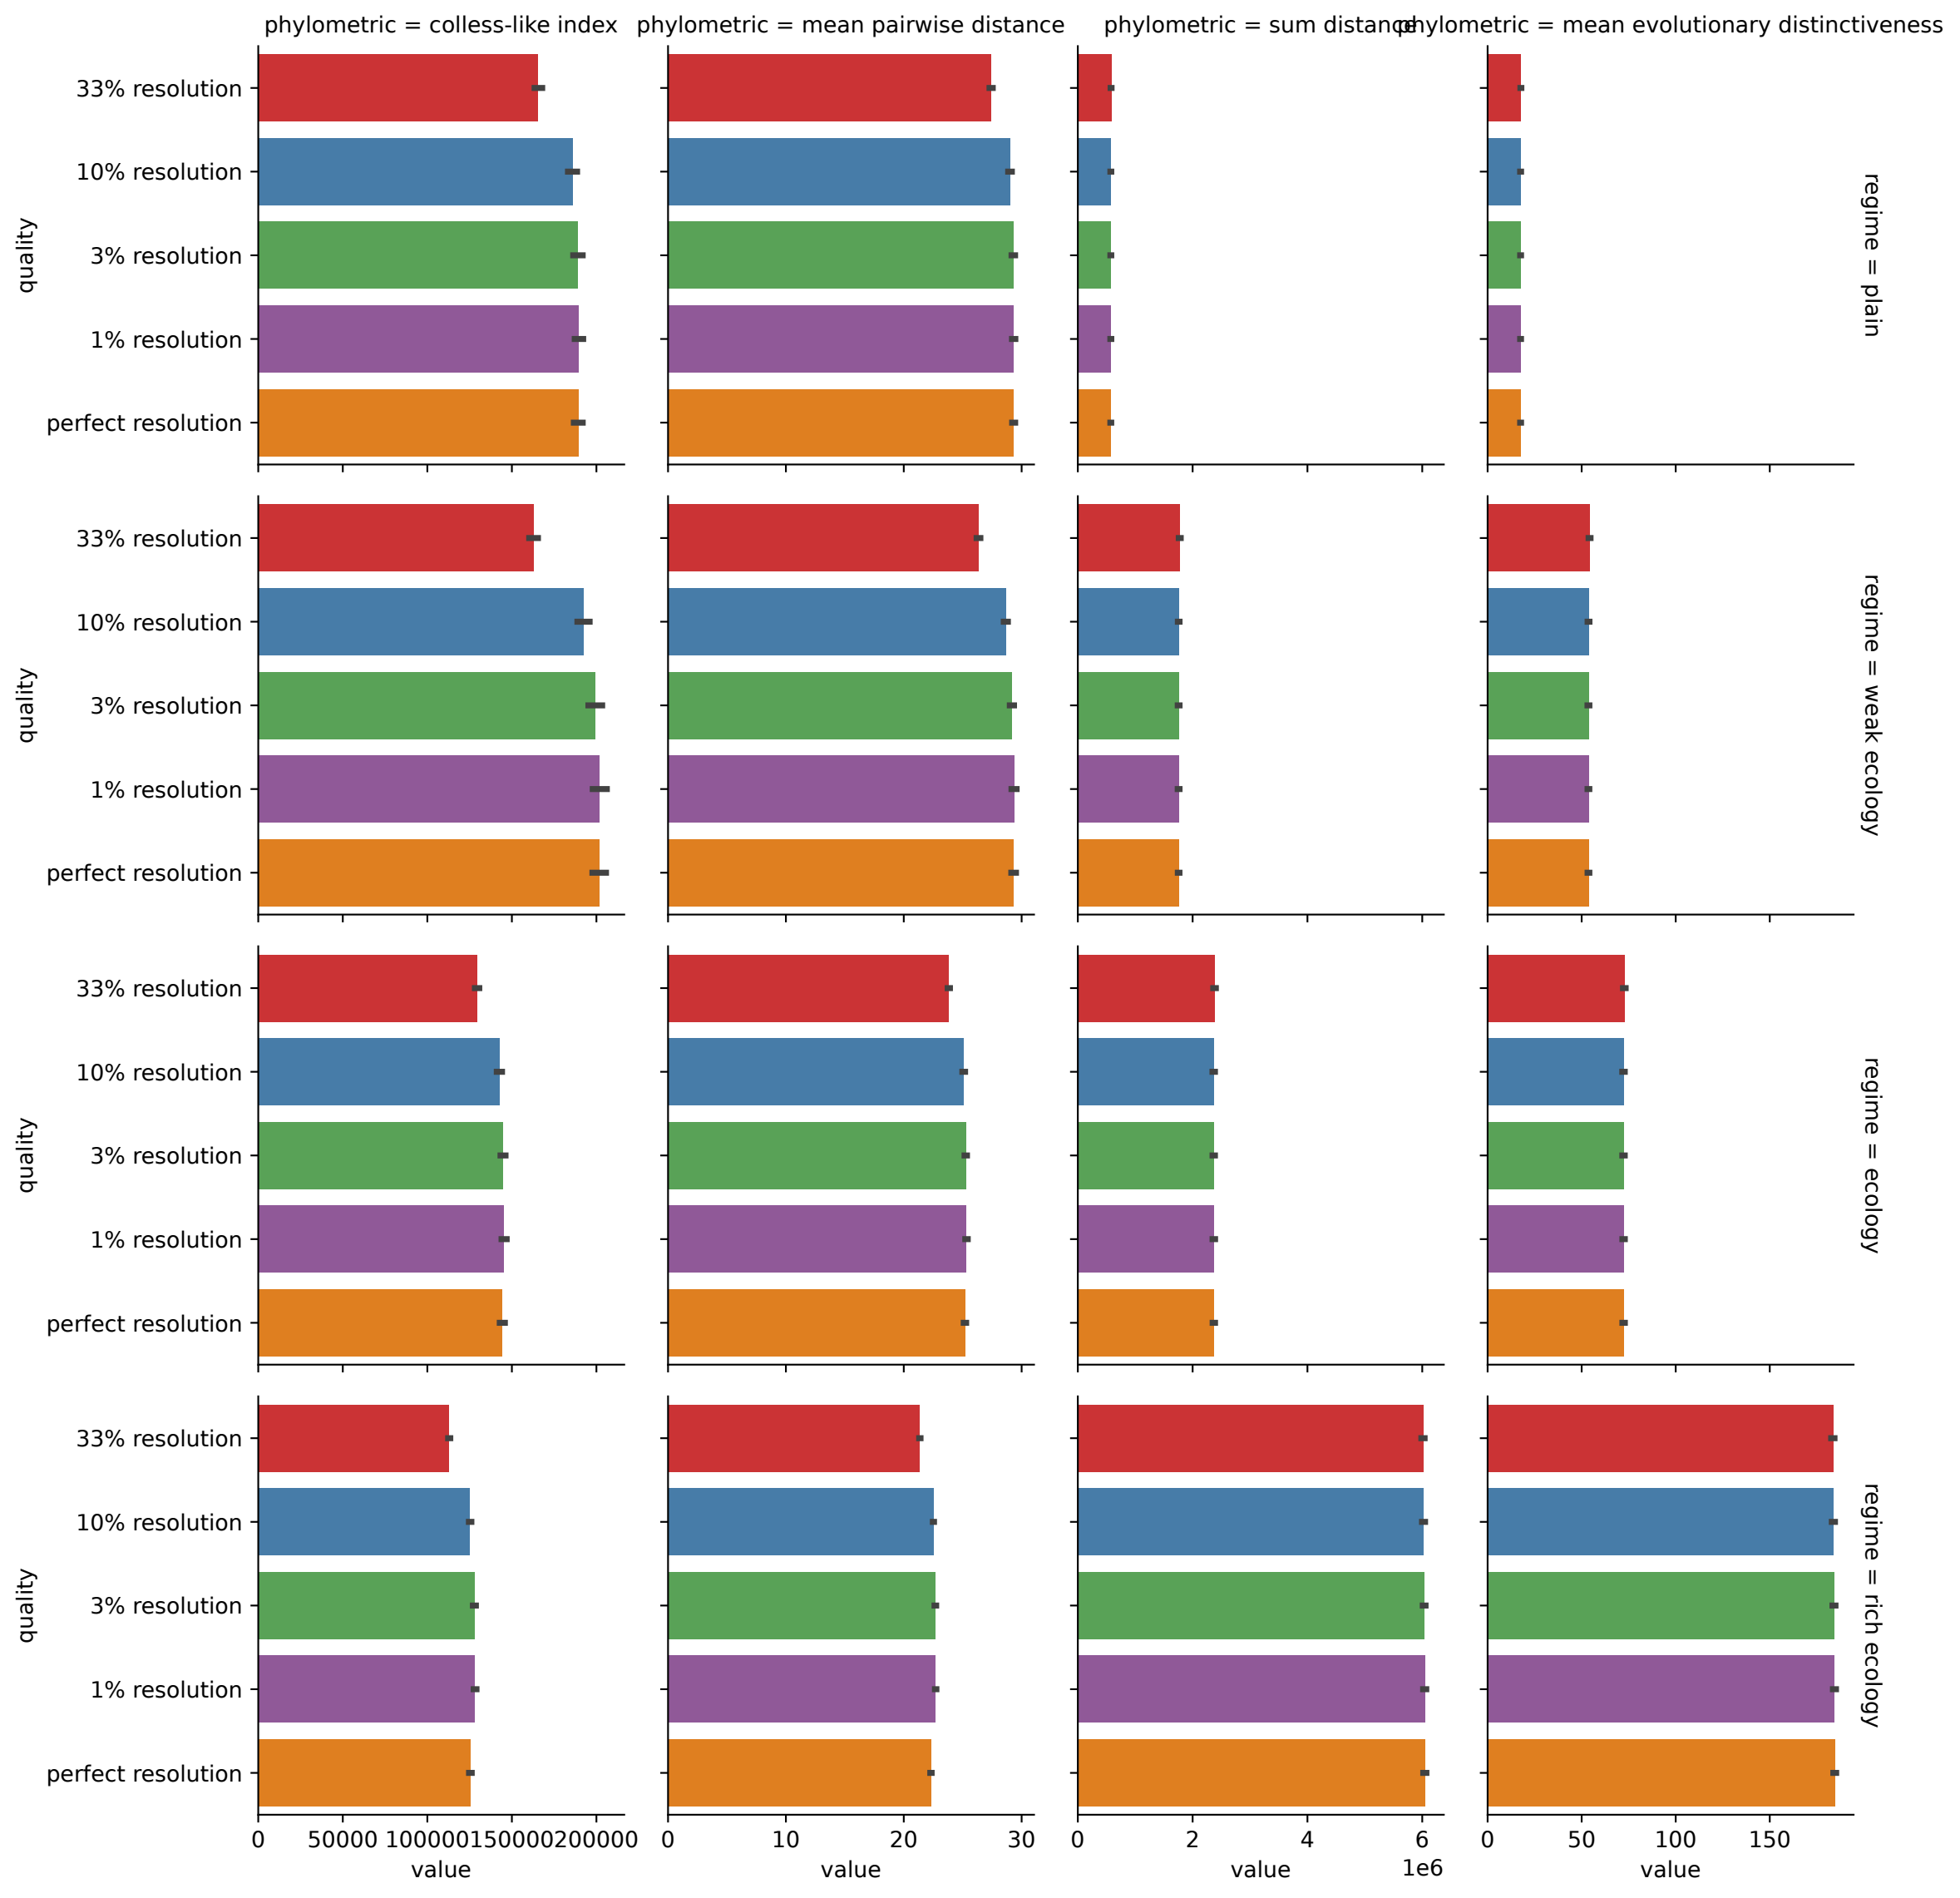 phylometric = colless-like index
phylometric = mean pairwise distance
phylometric = sum distance
phylometric = mean evolutionary distinctiveness
quality
33% resolution
10% resolution
3% resolution
1% resolution
perfect resolution
regime = plain
quality
33% resolution
10% resolution
3% resolution
1% resolution
perfect resolution
regime = weak ecology
quality
33% resolution
10% resolution
3% resolution
1% resolution
perfect resolution
regime = ecology
quality
33% resolution
10% resolution
3% resolution
1% resolution
perfect resolution
regime = rich ecology
0 50000 100000 150000 200000
value
0 10 20 30
value
0 2 4 6
1e6
value
0 50 100 150
value